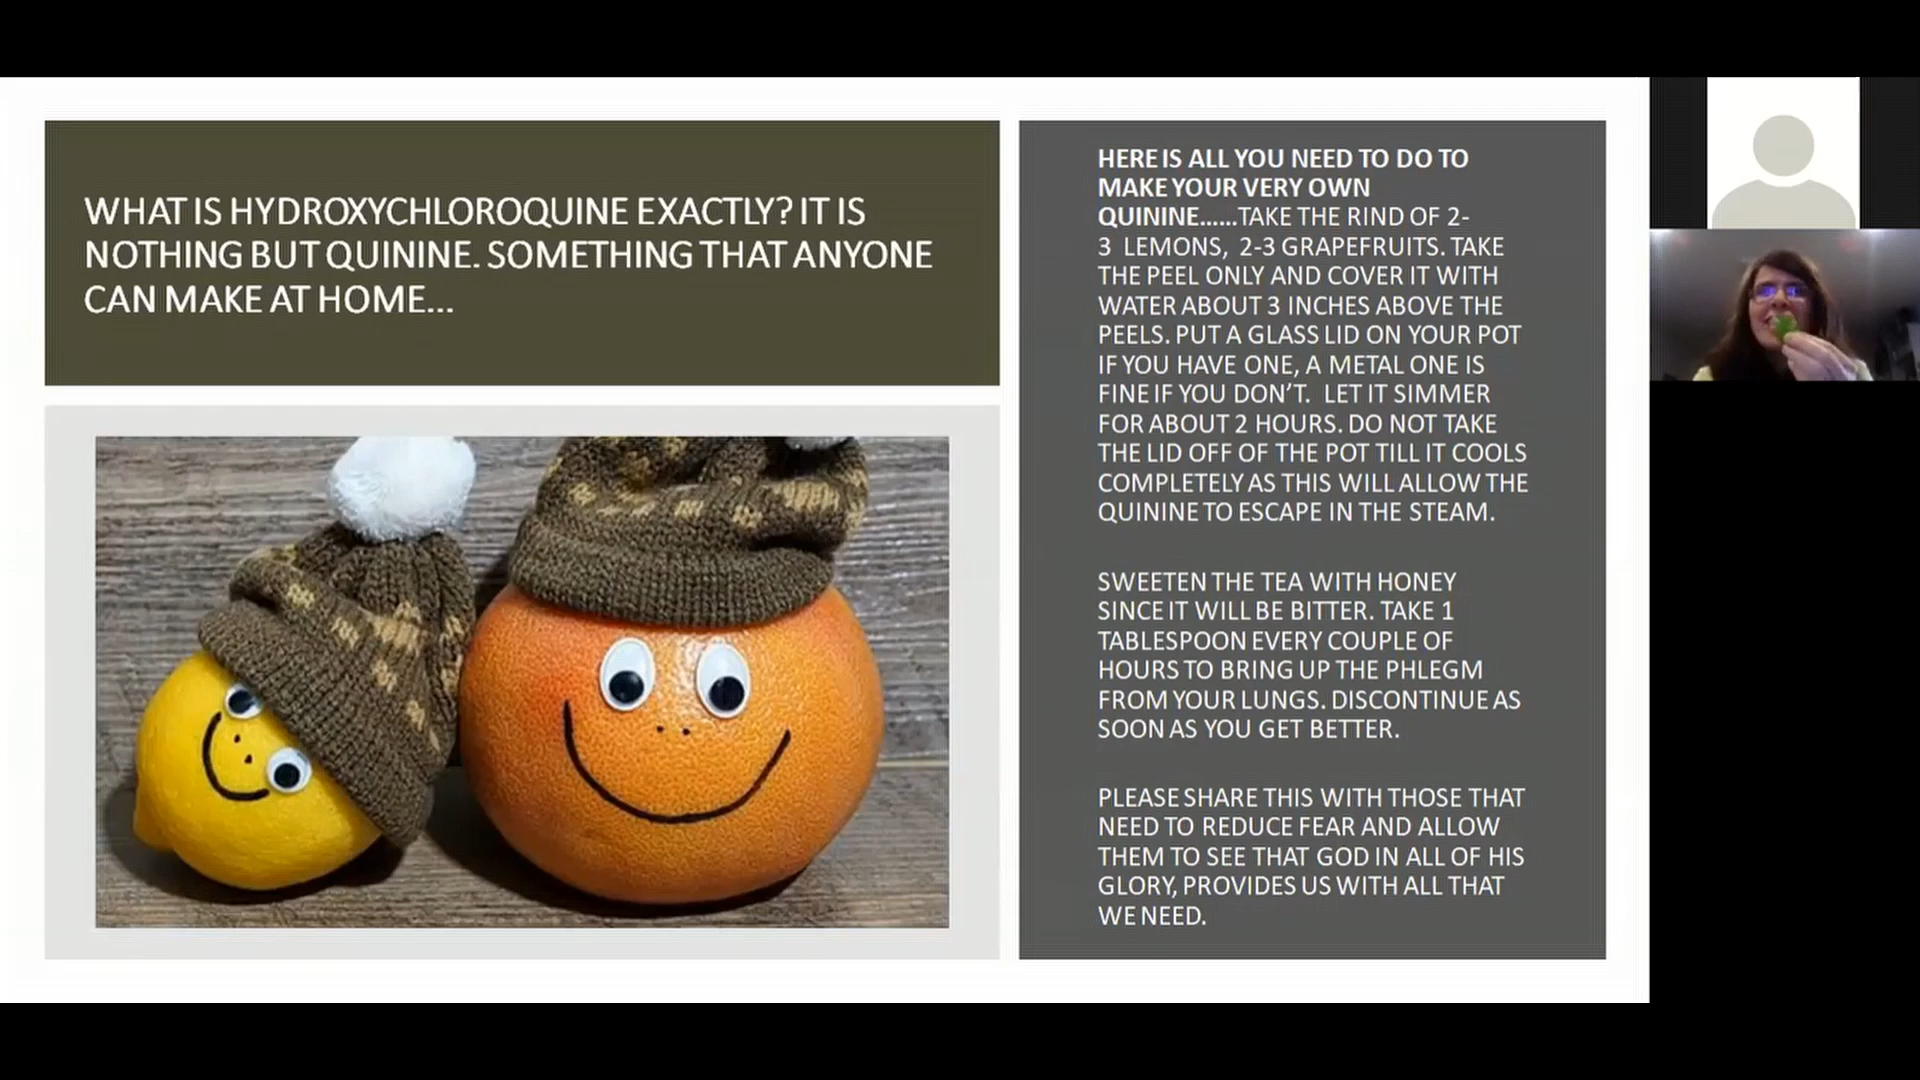 WHAT IS HYDROXYCHLOROQUINE EXACTLY? IT IS
NOTHING BUT QUININE. SOMETHING THAT ANYONE
CAN MAKE AT HOME...
HERE IS ALL YOU NEED TO DO TO
MAKE YOUR VERY OWN
QUININE......TAKE THE RIND OF 2-
3 LEMONS, 2-3 GRAPEFRUITS. TAKE
THE PEEL ONLY AND COVER IT WITH
WATER ABOUT 3 INCHES ABOVE THE
PEELS. PUT A GLASS LID ON YOUR POT
IF YOU HAVE ONE, A METAL ONE IS
FINE IF YOU DON'T. LET IT SIMMER
FOR ABOUT 2 HOURS. DO NOT TAKE
THE LID OFF OF THE POT TILL IT COOLS
COMPLETELY AS THIS WILL ALLOW THE
QUININE TO ESCAPE IN THE STEAM.
SWEETEN THE TEA WITH HONEY
SINCE IT WILL BE BITTER. TAKE 1
TABLESPOON EVERY COUPLE OF
HOURS TO BRING UP THE PHLEGM
FROM YOUR LUNGS. DISCONTINUE AS
SOON AS YOU GET BETTER.
PLEASE SHARE THIS WITH THOSE THAT
NEED TO REDUCE FEAR AND ALLOW
THEM TO SEE THAT GOD IN ALL OF HIS
GLORY, PROVIDES US WITH ALL THAT
WE NEED.